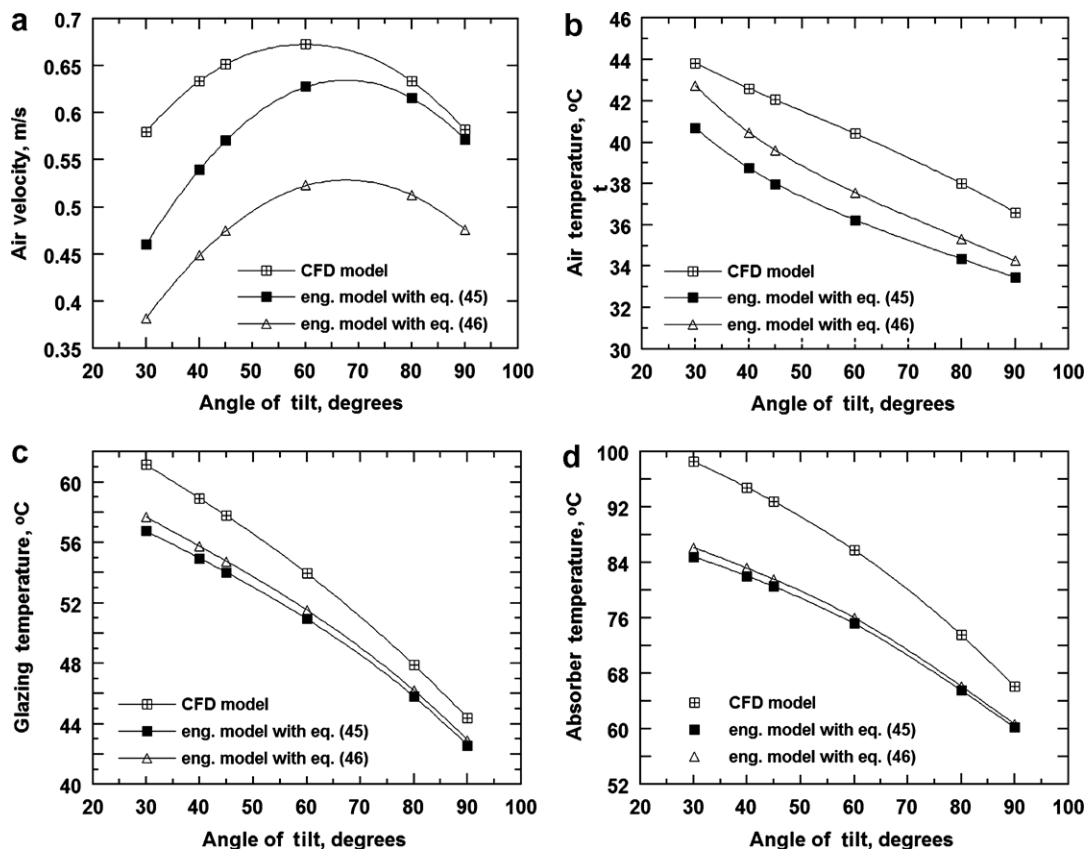 a
0.7
0.65
0.6
0.55
0.5
0.45
0.4
0.35
Air velocity, m/s
CFD model
eng. model with eq. (45)
eng. model with eq. (46)
20 30 40 50 60 70 80 90 100
Angle of tilt, degrees
b
46
44
42
40
38
36
34
32
30
Air temperature, oC
t
CFD model
eng. model with eq. (45)
eng. model with eq. (46)
20 30 40 50 60 70 80 90 100
Angle of tilt, degrees
c
60
56
52
48
44
40
Glazing temperature, oC
CFD model
eng. model with eq. (45)
eng. model with eq. (46)
20 30 40 50 60 70 80 90 100
Angle of tilt, degrees
d
100
92
84
76
68
60
52
Absorber temperature, oC
CFD model
eng. model with eq. (45)
eng. model with eq. (46)
20 30 40 50 60 70 80 90 100
Angle of tilt, degrees